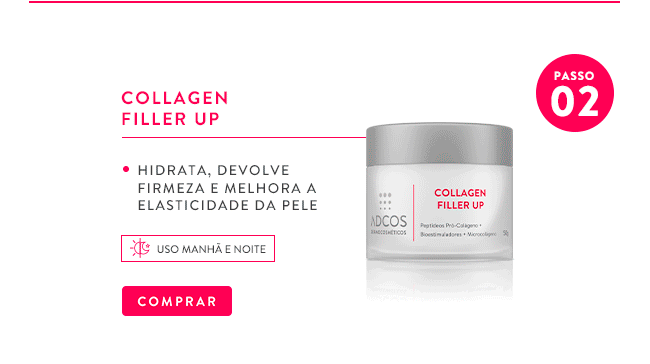 PASSO
02
COLLAGEN
FILLER UP
HIDRATA, DEVOLVE
FIRMEZA E MELHORA A
ELASTICIDADE DA PELE
USO MANHÃ E NOITE
COMPRAR
COLLAGEN
FILLER UP
ADCOS
DERMOCOSMÉTICOS
Peptídeos Pró-Colágeno •
Bioestimuladores • Microcolágeno